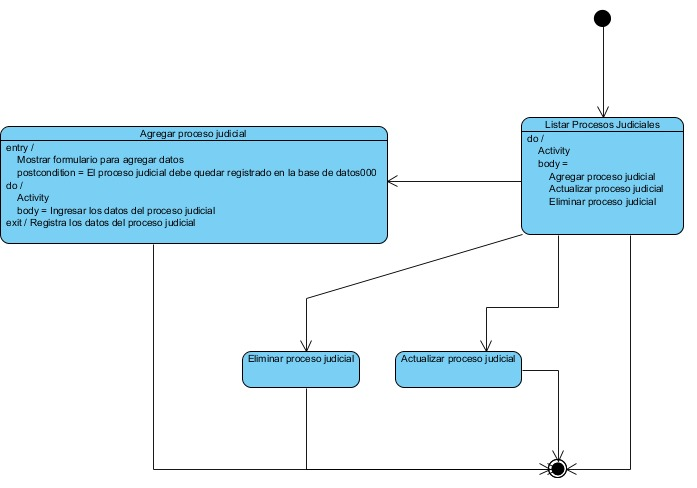 Listar Procesos Judiciales
do /
Activity
body =
Agregar proceso judicial
Actualizar proceso judicial
Eliminar proceso judicial
Agregar proceso judicial
entry /
Mostrar formulario para agregar datos
postcondition = El proceso judicial debe quedar registrado en la base de datos000
do /
Activity
body = Ingresar los datos del proceso judicial
exit / Registra los datos del proceso judicial
Eliminar proceso judicial
Actualizar proceso judicial